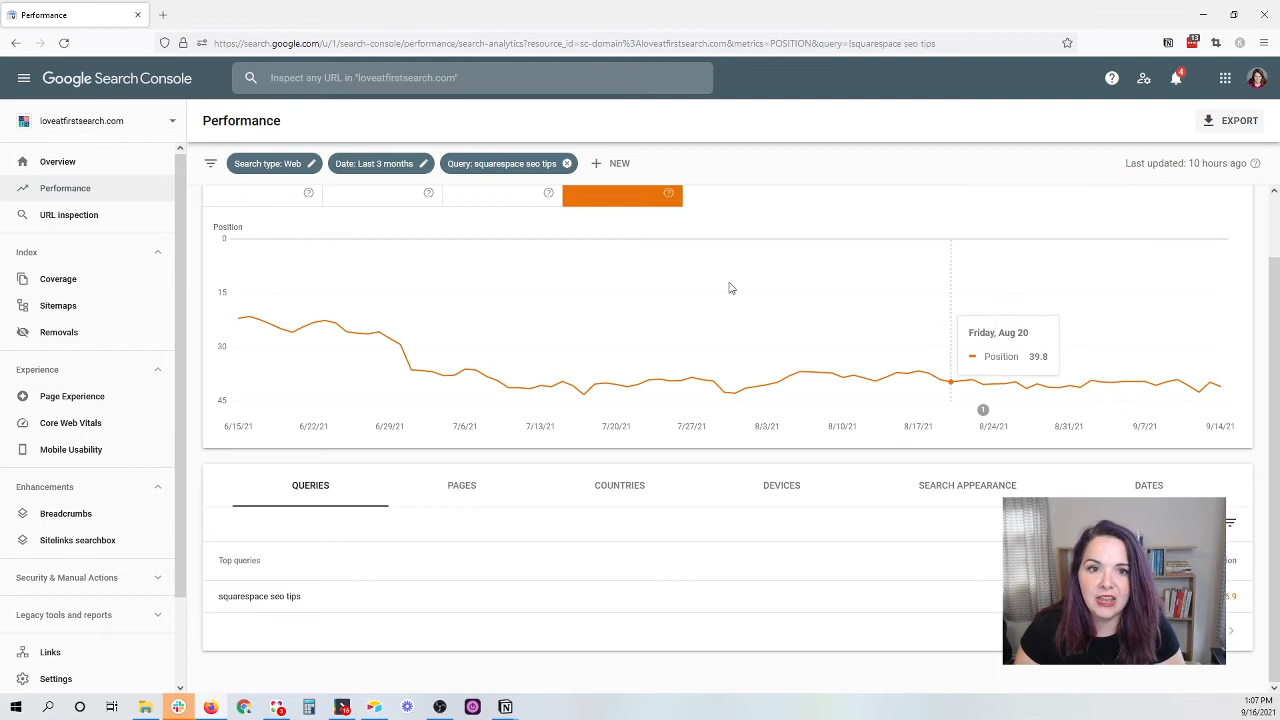 Performance
https://search.google.com/u/1/search-console/performance/search-analytics?resource_id=sc-domain%3Aloveatfirstsearch.com&metrics=POSITION&query=!squarespace seo tips
13
Google Search Console
Inspect any URL in "loveatfirstsearch.com"
4
loveatfirstsearch.com
Performance
EXPORT
Search type: Web
Date: Last 3 months
Query: squarespace seo tips
NEW
Last updated: 10 hours ago
Overview
Performance
URL inspection
Index
Coverage
Sitemaps
Removals
Experience
Page Experience
Core Web Vitals
Mobile Usability
Enhancements
Breadcrumbs
Sitelinks searchbox
Security & Manual Actions
Legacy tools and reports
Links
Settings
Position
0
15
30
45
Friday, Aug 20
Position 39.8
1
6/15/21 6/22/21 6/29/21 7/6/21 7/13/21 7/20/21 7/27/21 8/3/21 8/10/21 8/17/21 8/24/21 8/31/21 9/7/21 9/14/21
QUERIES PAGES COUNTRIES DEVICES SEARCH APPEARANCE DATES
Top queries
squarespace seo tips
6.9
3
15
1:07 PM
9/16/2021